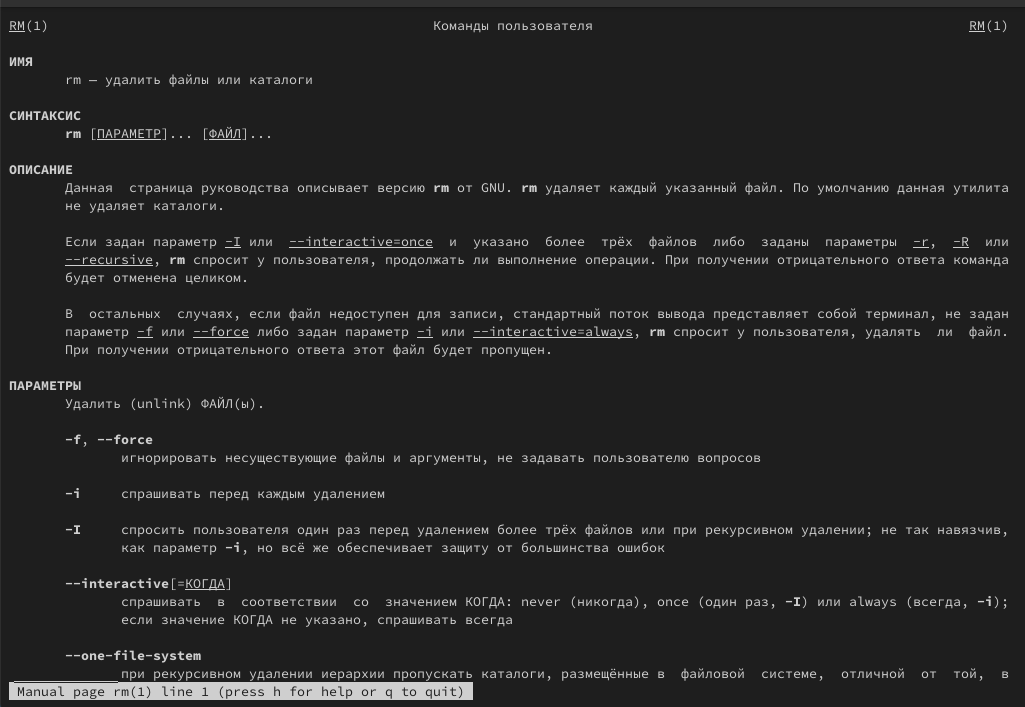 RM(1) Команды пользователя RM(1)
ИМЯ
rm — удалить файлы или каталоги
СИНТАКСИС
rm [ПАРАМЕТР]... [ФАЙЛ]...
ОПИСАНИЕ
Данная страница руководства описывает версию rm от GNU. rm удаляет каждый указанный файл. По умолчанию данная утилита
не удаляет каталоги.
Если задан параметр -I или --interactive=once и указано более трёх файлов либо заданы параметры -r, -R или
--recursive, rm спросит у пользователя, продолжать ли выполнение операции. При получении отрицательного ответа команда
будет отменена целиком.
В остальных случаях, если файл недоступен для записи, стандартный поток вывода представляет собой терминал, не задан
параметр -f или --force либо задан параметр -i или --interactive=always, rm спросит у пользователя, удалять ли файл.
При получении отрицательного ответа этот файл будет пропущен.
ПАРАМЕТРЫ
Удалить (unlink) ФАЙЛ(ы).
-f, --force
игнорировать несуществующие файлы и аргументы, не задавать пользователю вопросов
-i спрашивать перед каждым удалением
-I спросить пользователя один раз перед удалением более трёх файлов или при рекурсивном удалении; не так навязчив,
как параметр -i, но всё же обеспечивает защиту от большинства ошибок
--interactive[=КОГДА]
спрашивать в соответствии со значением КОГДА: never (никогда), once (один раз, -I) или always (всегда, -i);
если значение КОГДА не указано, спрашивать всегда
--one-file-system
при рекурсивном удалении иерархии пропускать каталоги, размещённые в файловой системе, отличной от той, в
Manual page rm(1) line 1 (press h for help or q to quit)